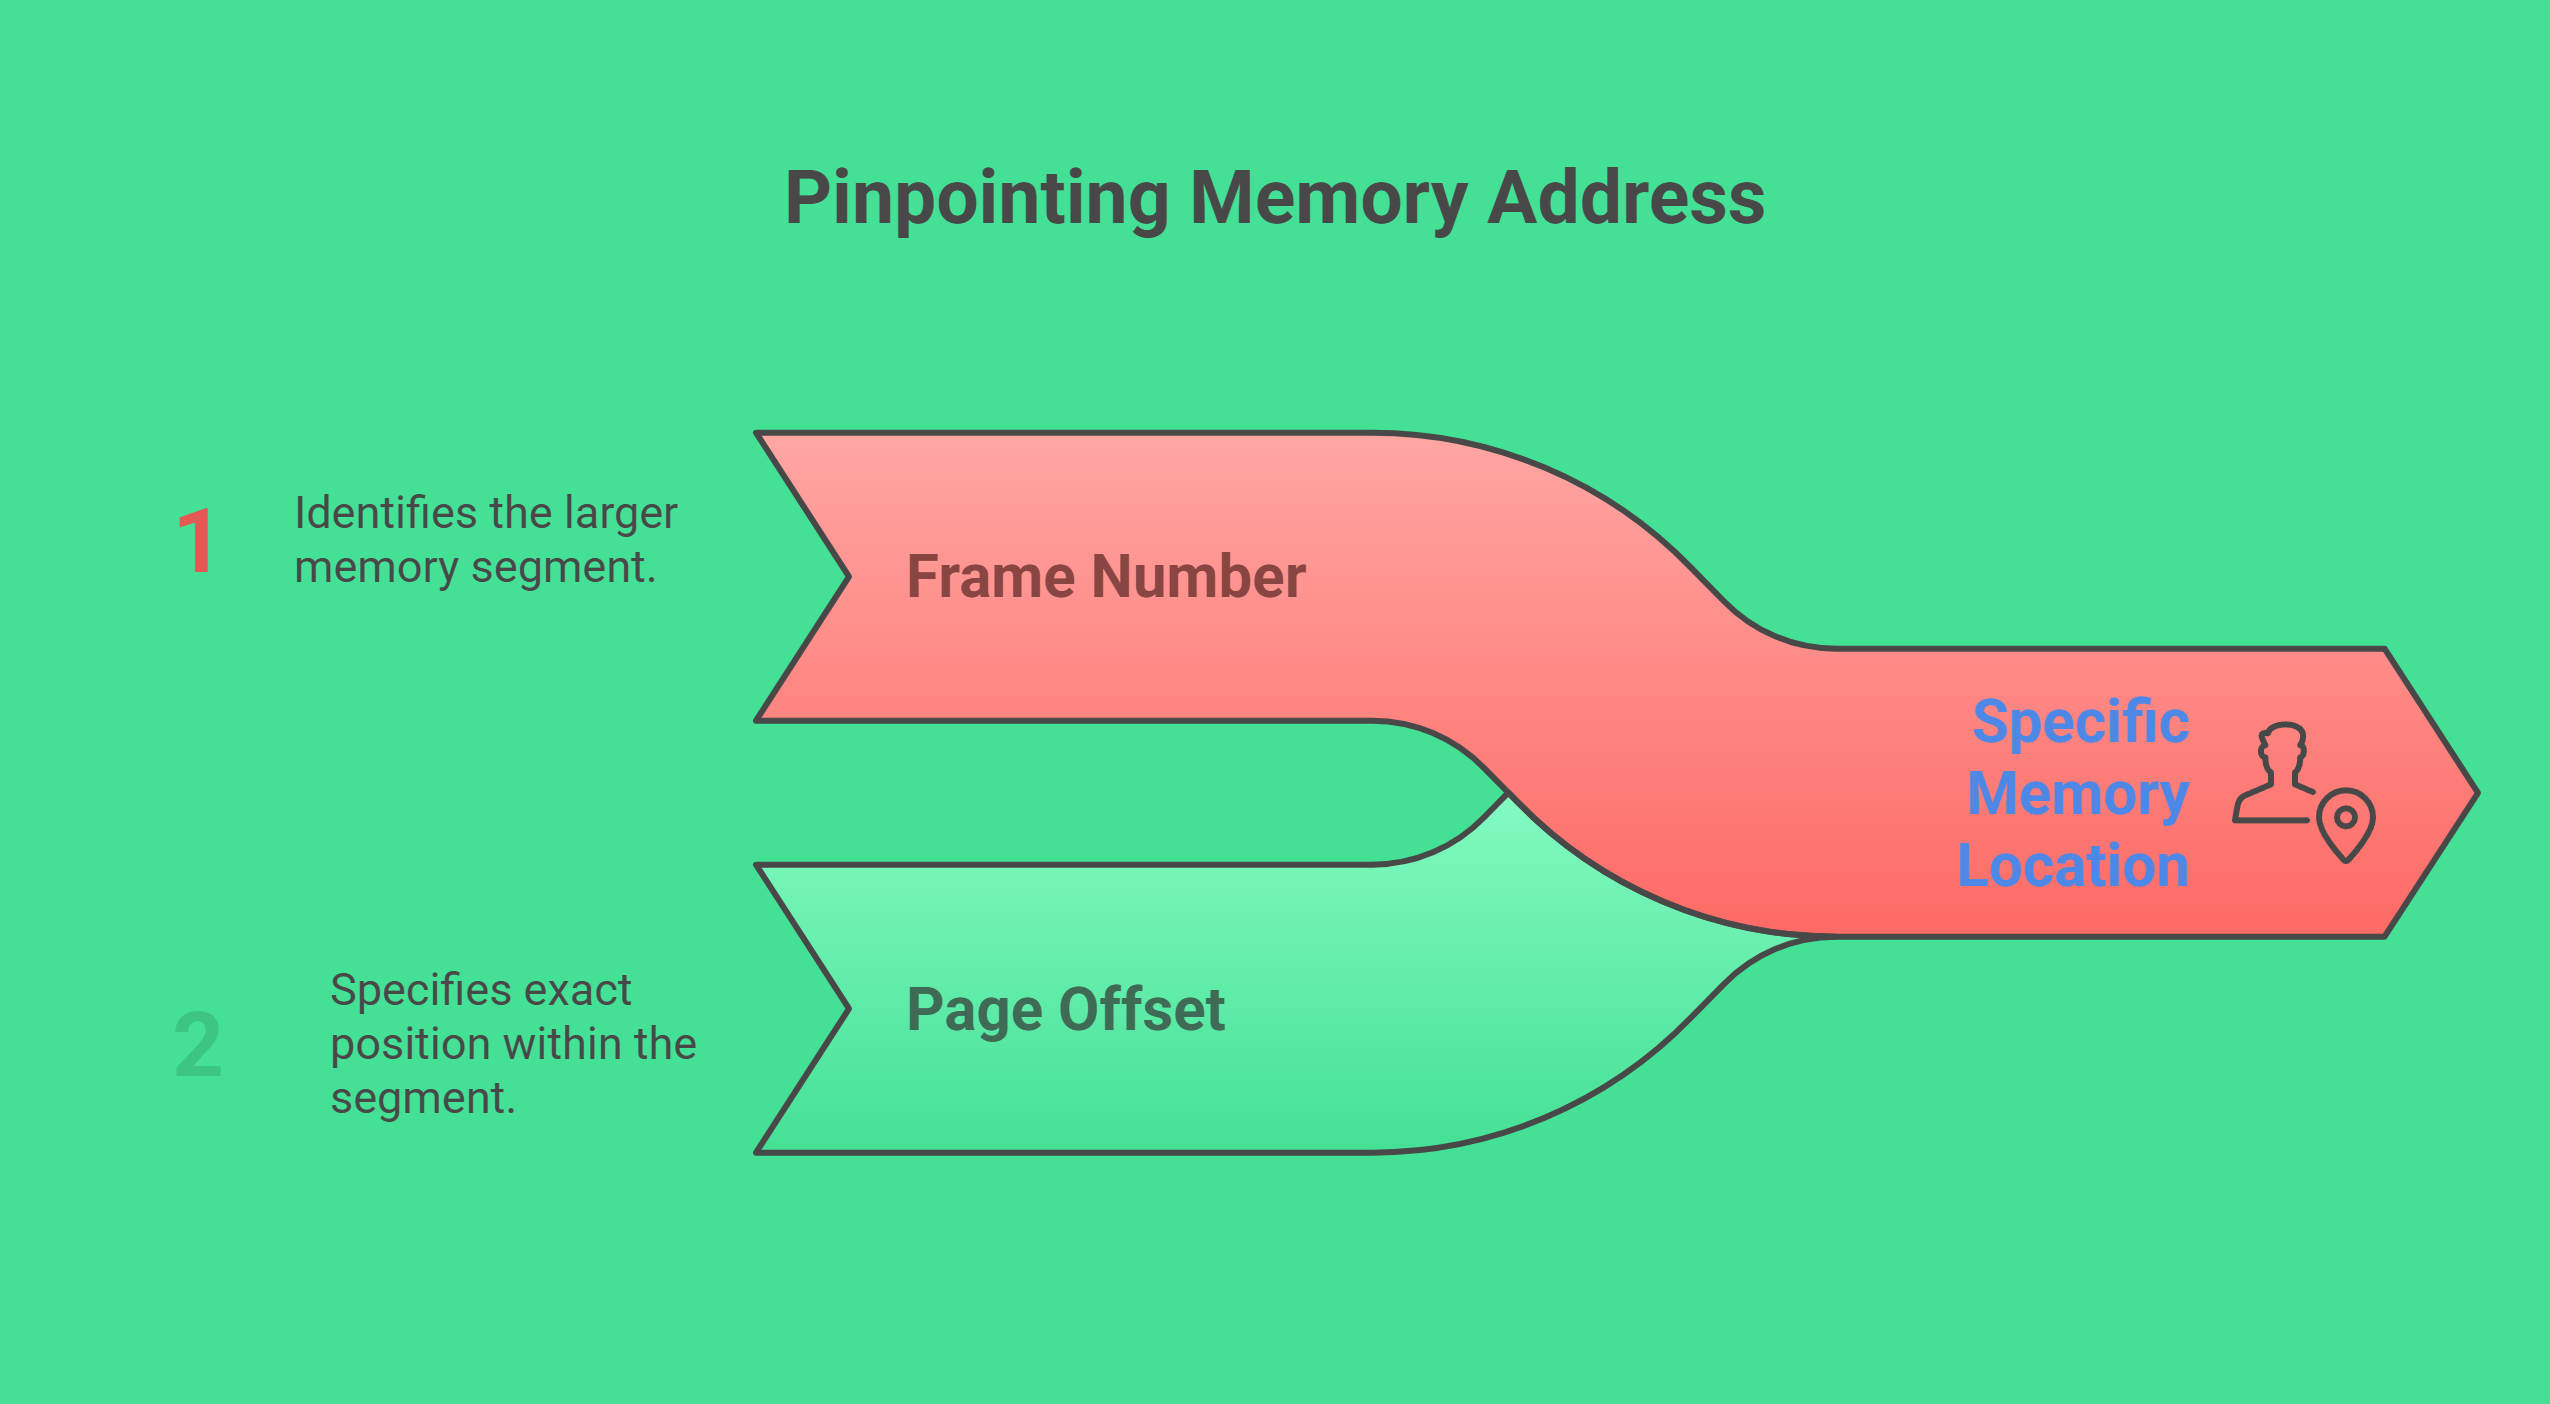 Pinpointing Memory Address
1
Identifies the larger
memory segment.
Frame Number
Specific
Memory
Location
2
Specifies exact
position within the
segment.
Page Offset